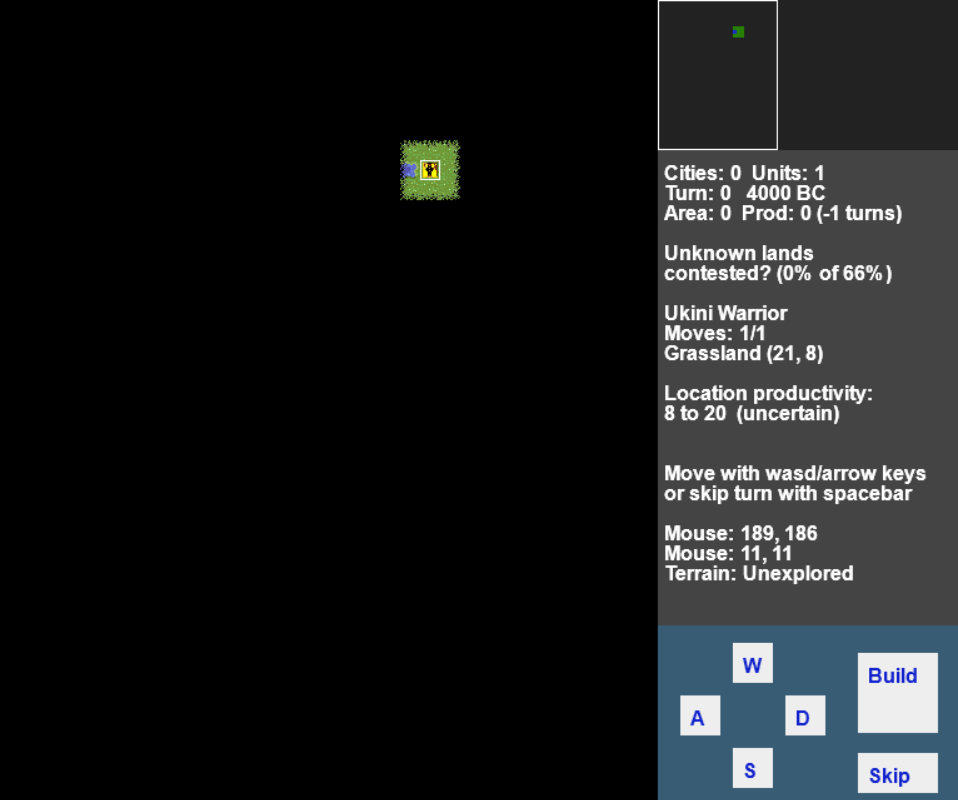 Cities: 0 Units: 1
Turn: 0 4000 BC
Area: 0 Prod: 0 (-1 turns)
Unknown lands
contested? (0% of 66%)
Ukini Warrior
Moves: 1/1
Grassland (21, 8)
Location productivity:
8 to 20 (uncertain)
Move with wasd/arrow keys
or skip turn with spacebar
Mouse: 189, 186
Mouse: 11, 11
Terrain: Unexplored
W
Build
A
D
S
Skip